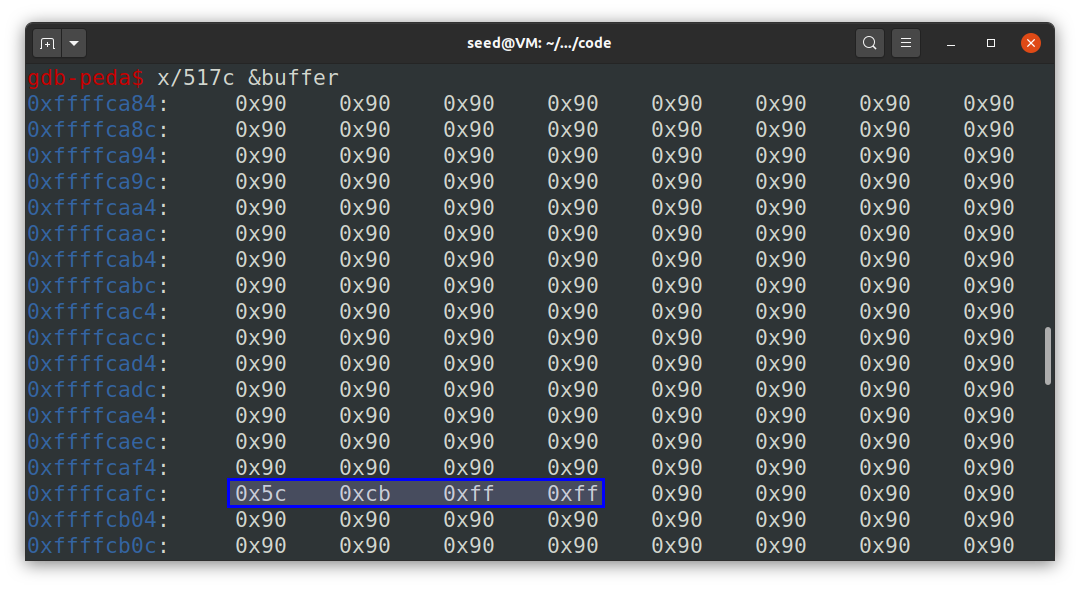 seed@VM: ~/.../code
gdb-peda$ x/517c &buffer
0xffffca84: 0x90 0x90 0x90 0x90 0x90 0x90 0x90 0x90
0xffffca8c: 0x90 0x90 0x90 0x90 0x90 0x90 0x90 0x90
0xffffca94: 0x90 0x90 0x90 0x90 0x90 0x90 0x90 0x90
0xffffca9c: 0x90 0x90 0x90 0x90 0x90 0x90 0x90 0x90
0xffffcaa4: 0x90 0x90 0x90 0x90 0x90 0x90 0x90 0x90
0xffffcaac: 0x90 0x90 0x90 0x90 0x90 0x90 0x90 0x90
0xffffcab4: 0x90 0x90 0x90 0x90 0x90 0x90 0x90 0x90
0xffffcabc: 0x90 0x90 0x90 0x90 0x90 0x90 0x90 0x90
0xffffcac4: 0x90 0x90 0x90 0x90 0x90 0x90 0x90 0x90
0xffffcacc: 0x90 0x90 0x90 0x90 0x90 0x90 0x90 0x90
0xffffcad4: 0x90 0x90 0x90 0x90 0x90 0x90 0x90 0x90
0xffffcadc: 0x90 0x90 0x90 0x90 0x90 0x90 0x90 0x90
0xffffcae4: 0x90 0x90 0x90 0x90 0x90 0x90 0x90 0x90
0xffffcaec: 0x90 0x90 0x90 0x90 0x90 0x90 0x90 0x90
0xffffcaf4: 0x90 0x90 0x90 0x90 0x90 0x90 0x90 0x90
0xffffcafc: 0x5c 0xcb 0xff 0xff 0x90 0x90 0x90 0x90
0xffffcb04: 0x90 0x90 0x90 0x90 0x90 0x90 0x90 0x90
0xffffcb0c: 0x90 0x90 0x90 0x90 0x90 0x90 0x90 0x90